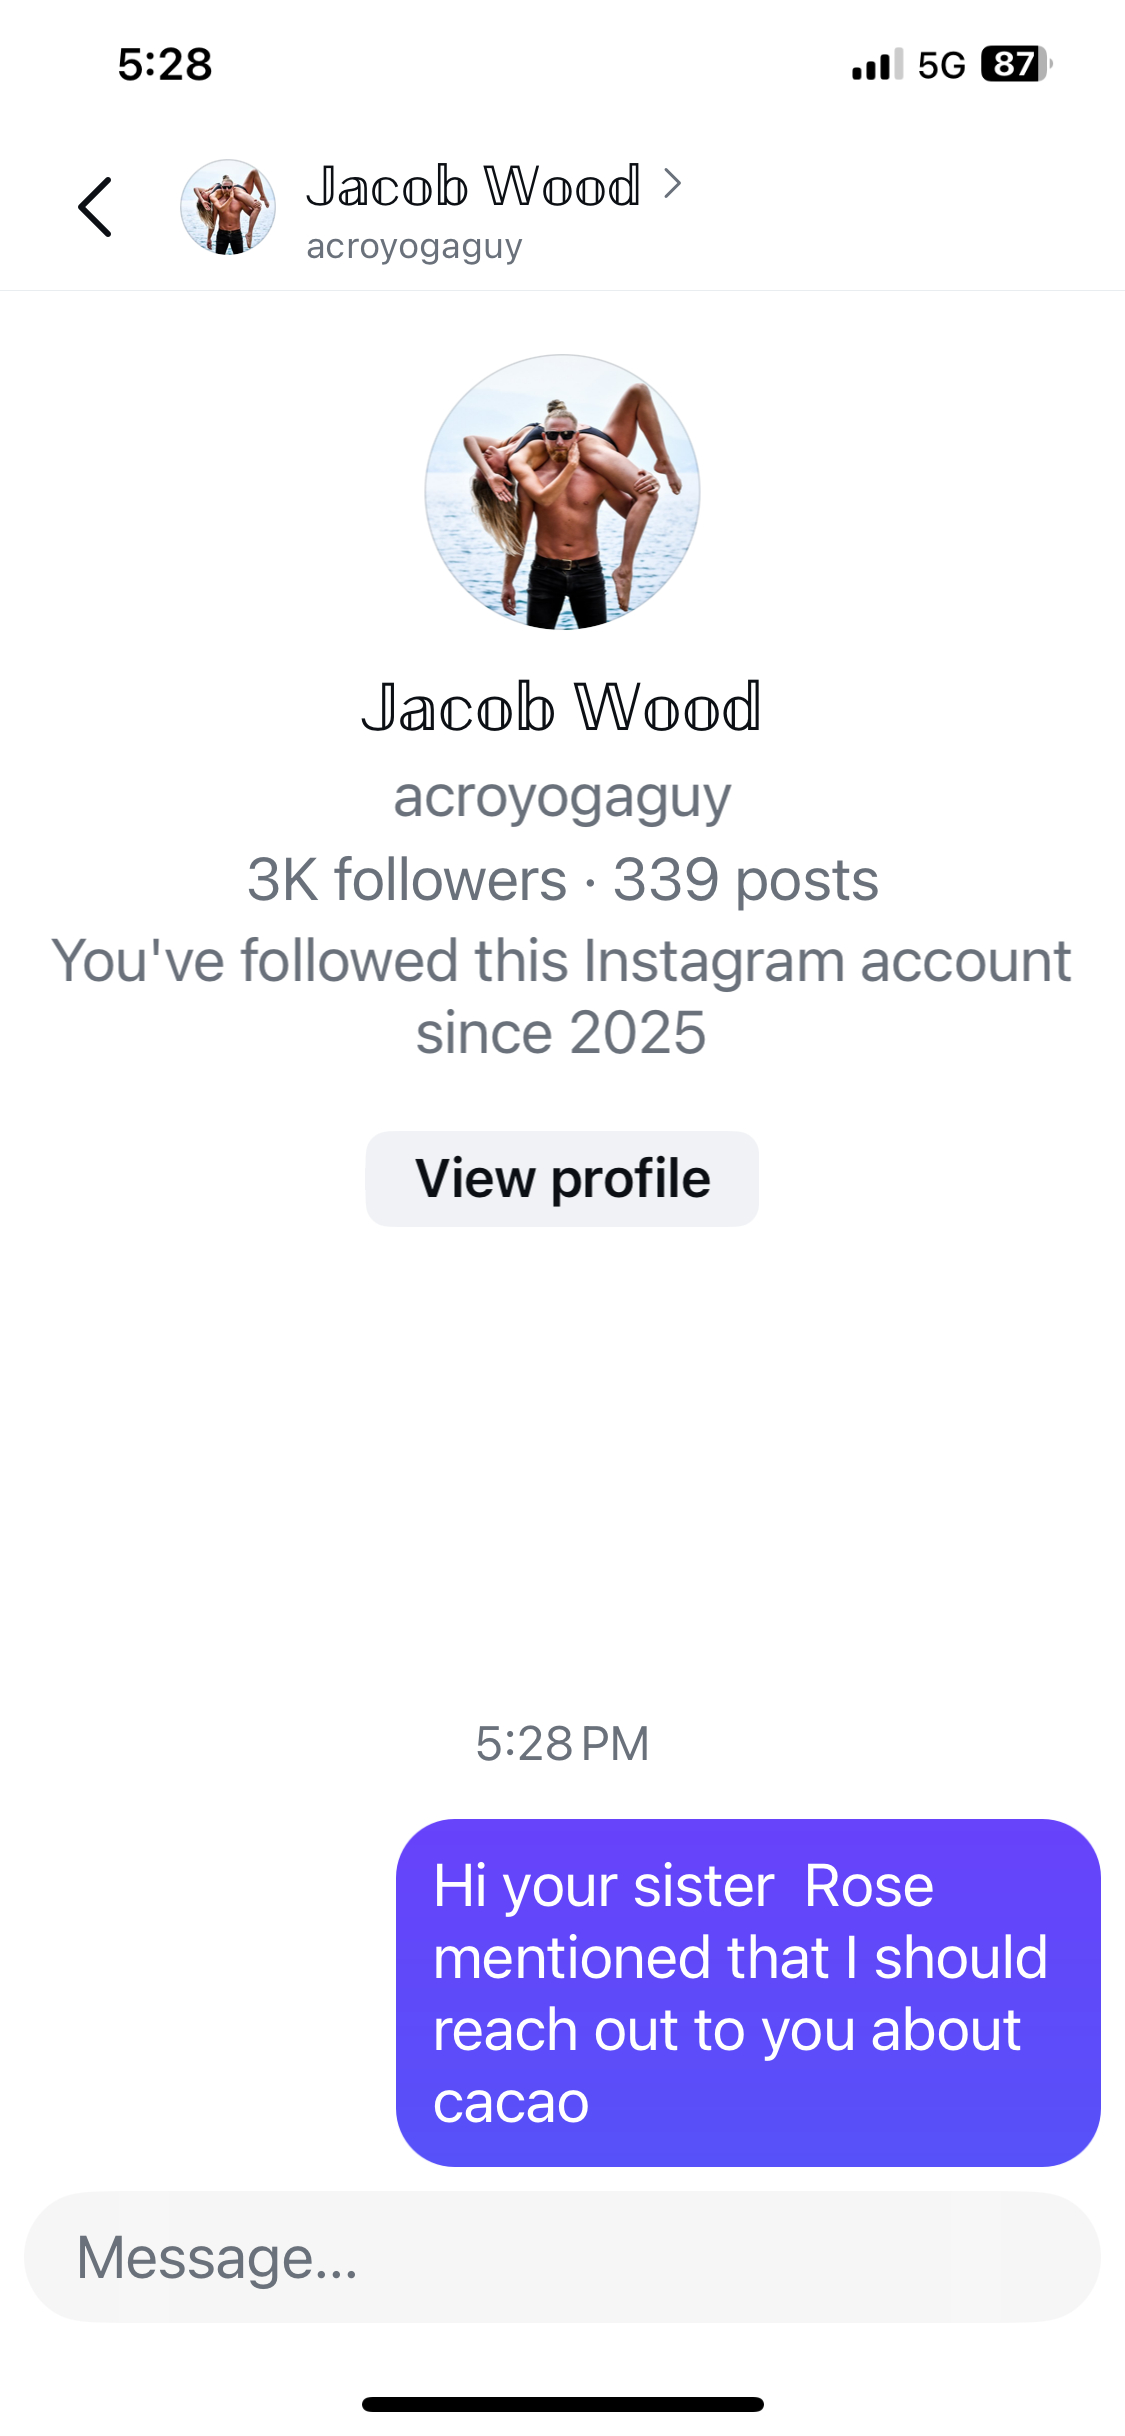 5:28
5G 87
𝕁𝕒𝕔𝕠𝕓 𝕎𝕠𝕠𝕕
acroyogaguy
𝕁𝕒𝕔𝕠𝕓 𝕎𝕠𝕠𝕕
acroyogaguy
3K followers · 339 posts
You've followed this Instagram account
since 2025
View profile
5:28 PM
Hi your sister  Rose
mentioned that I should
reach out to you about
cacao
Message...